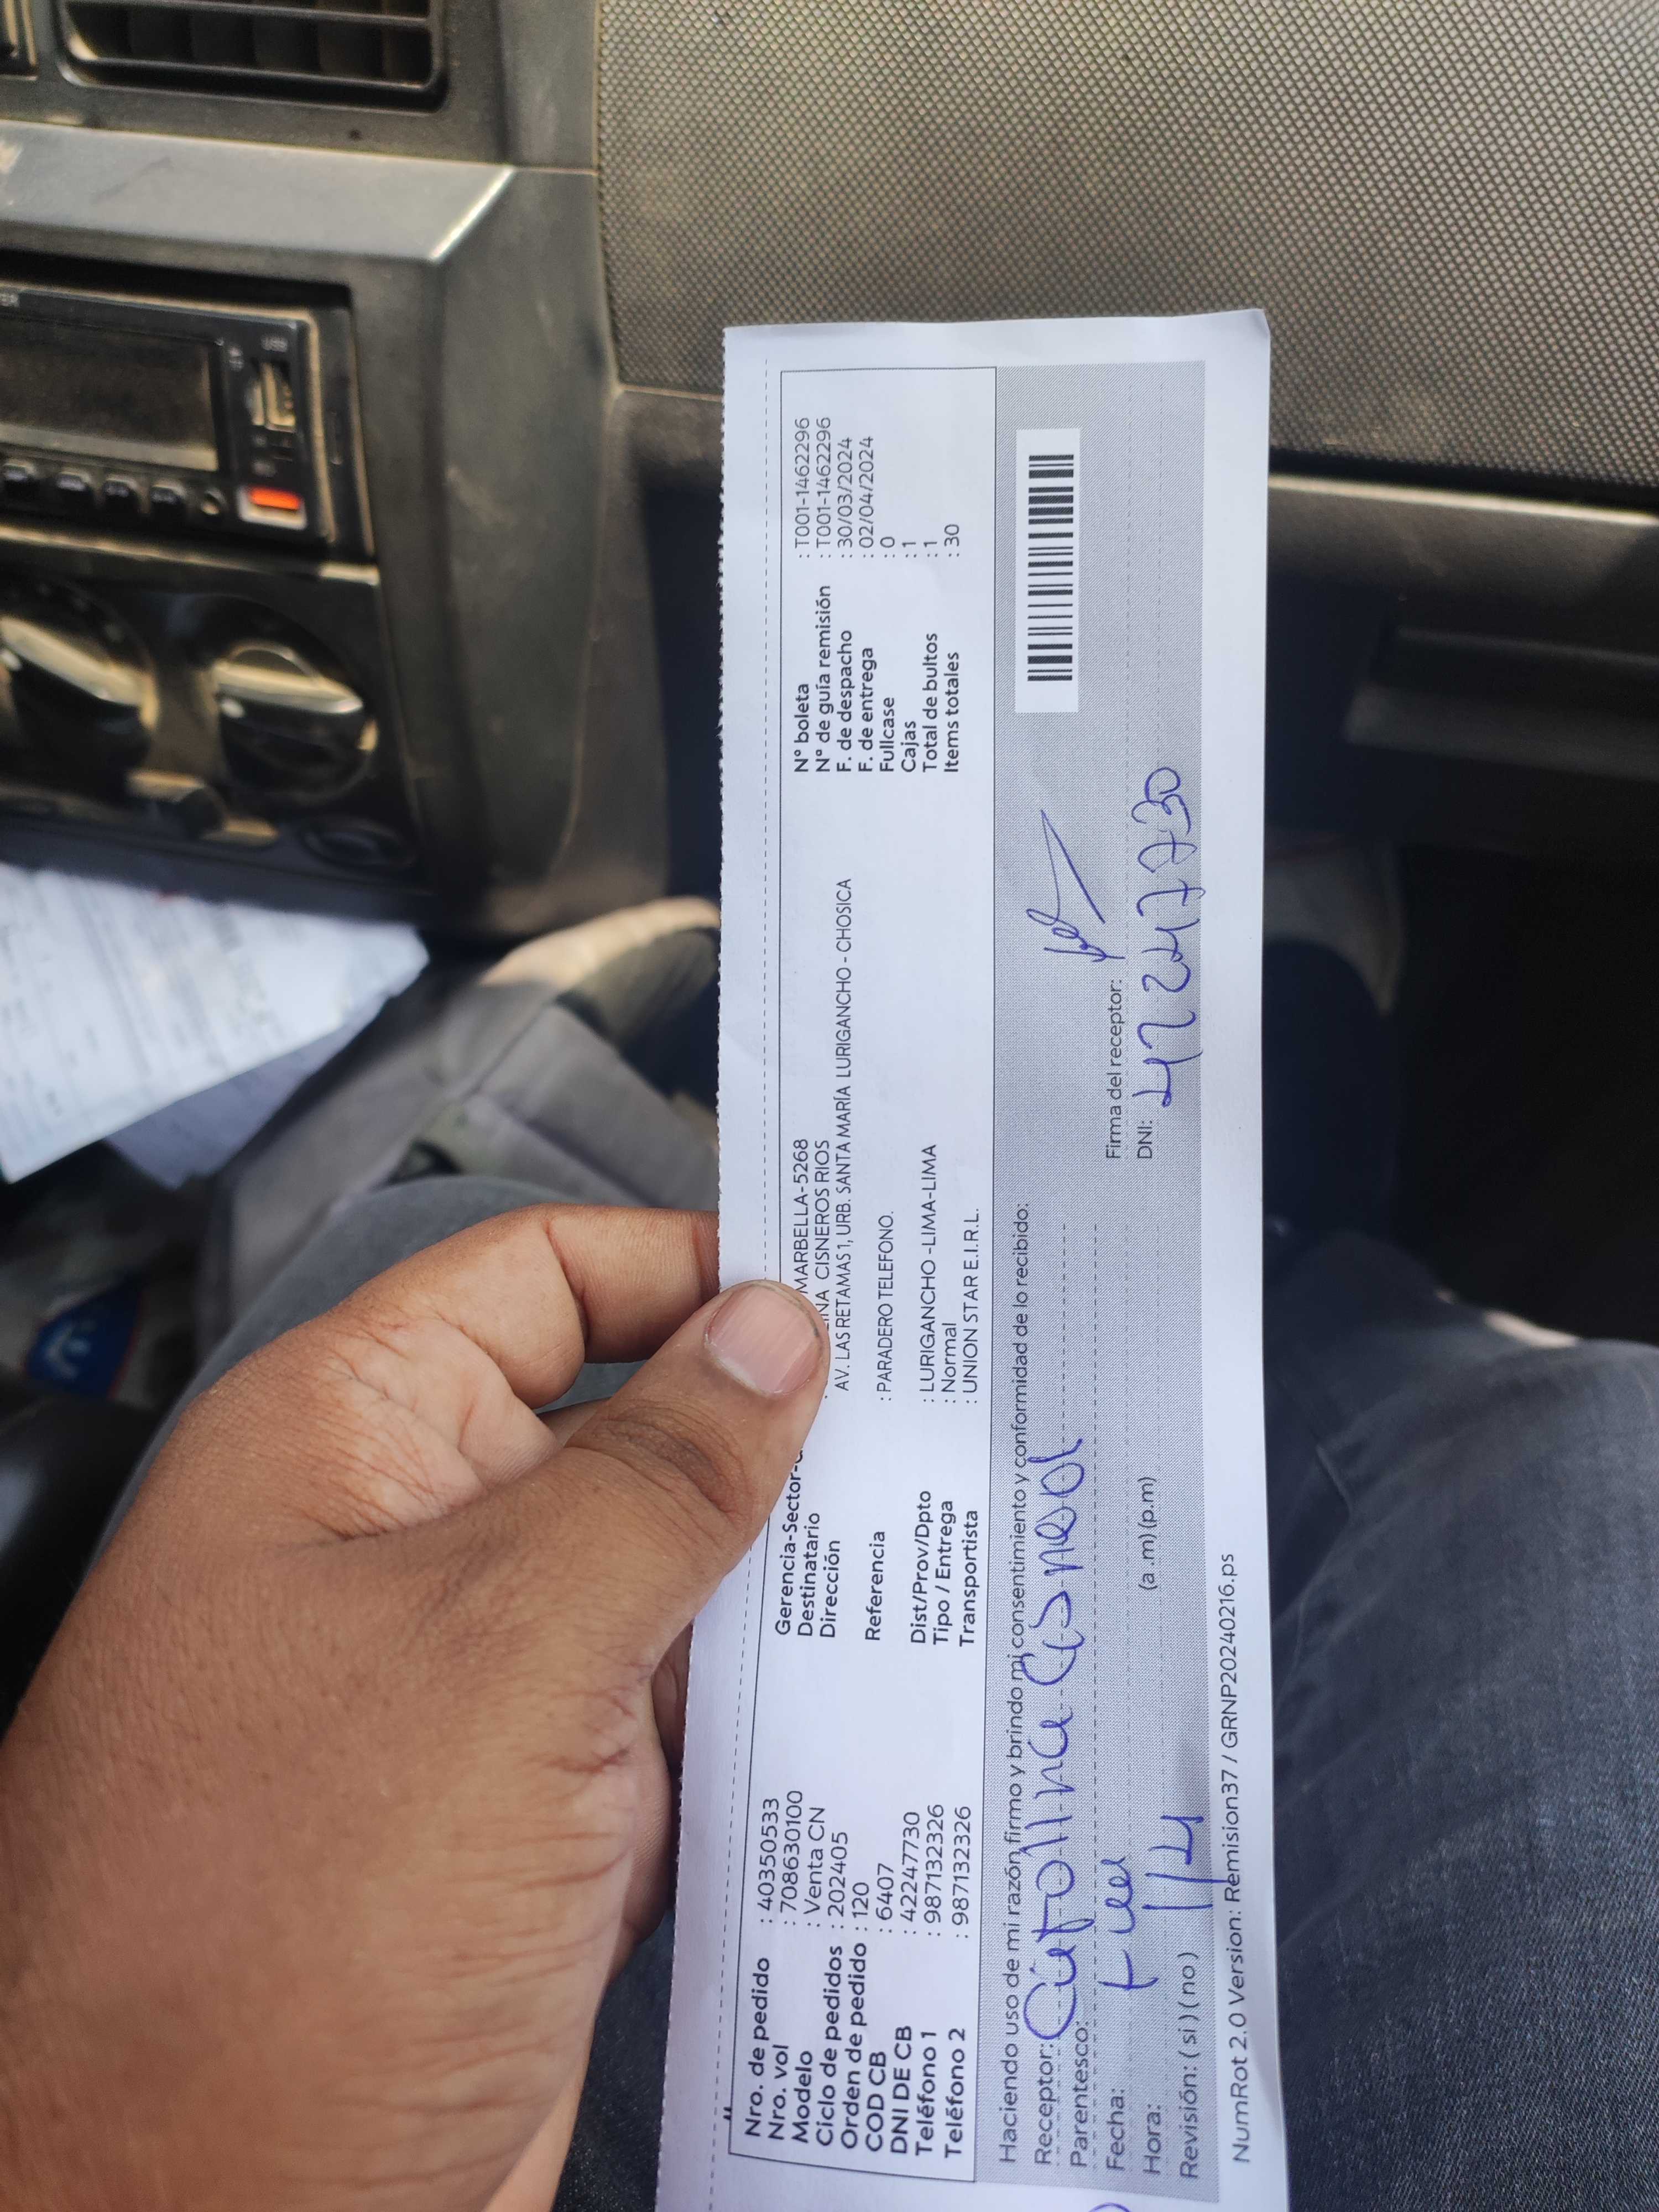 Nro. de pedido : 40350533
Nro. vol : 708630100
Modelo : Venta CN
Ciclo de pedidos : 202405
Orden de pedido : 120
COD CB : 6407
DNI DE CB : 42247730
Teléfono 1 : 987132326
Teléfono 2 : 987132326
Gerencia-Sector- MARBELLA-5268
Destinatario CISNEROS RIOS
Dirección AV. LAS RETAMAS 1, URB. SANTA MARÍA LURIGANCHO - CHOSICA
Referencia : PARADERO TELEFONO.
Dist/Prov/Dpto : LURIGANCHO -LIMA-LIMA
Tipo / Entrega : Normal
Transportista : UNION STAR E.I.R.L.
N° boleta : T001-1462296
N° de guía remisión : T001-1462296
F. de despacho : 30/03/2024
F. de entrega : 02/04/2024
Fullcase : 0
Cajas : 1
Total de bultos : 1
Items totales : 30
Haciendo uso de mi razón, firmo y brindo mi consentimiento y conformidad de lo recibido:
Receptor:
Parentesco:
Fecha:
Hora: (a .m) (p.m)
Revisión: ( si ) ( no )
Firma del receptor:
DNI: 42247730
NumRot 2.0 Version: Remision37 / GRNP20240216.ps
USB